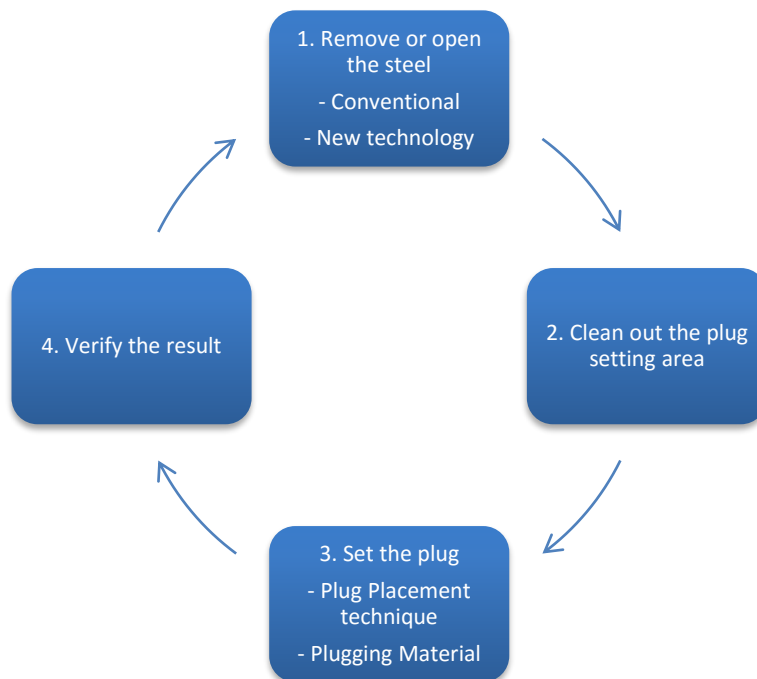 1. Remove or open
the steel
- Conventional
- New technology
2. Clean out the plug
setting area
3. Set the plug
- Plug Placement
technique
- Plugging Material
4. Verify the result